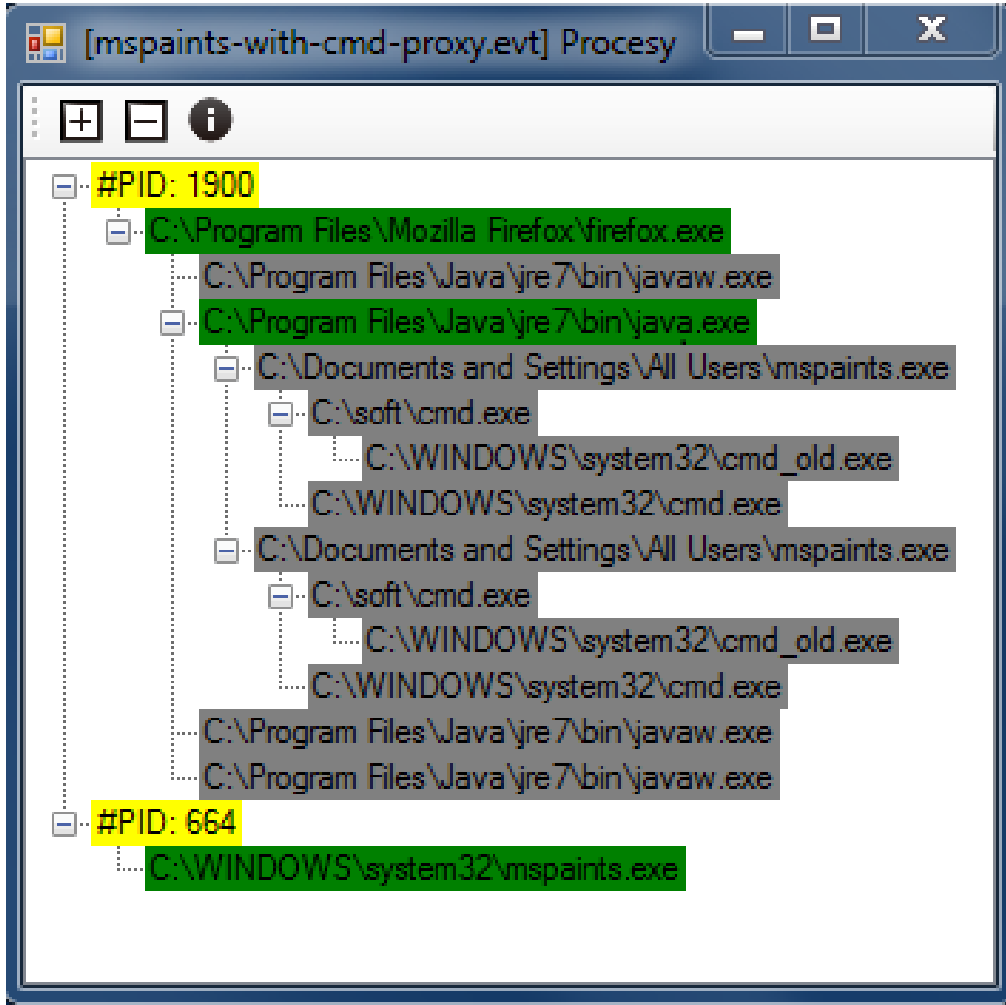 [mspaints-with-cmd-proxy.evt] Procesy
#PID: 1900
C:\Program Files\Mozilla Firefox\firefox.exe
C:\Program Files\Java\jre7\bin\javaw.exe
C:\Program Files\Java\jre7\bin\java.exe
C:\Documents and Settings\All Users\mspaints.exe
C:\soft\cmd.exe
C:\WINDOWS\system32\cmd_old.exe
C:\WINDOWS\system32\cmd.exe
C:\Documents and Settings\All Users\mspaints.exe
C:\soft\cmd.exe
C:\WINDOWS\system32\cmd_old.exe
C:\WINDOWS\system32\cmd.exe
C:\Program Files\Java\jre7\bin\javaw.exe
C:\Program Files\Java\jre7\bin\javaw.exe
#PID: 664
C:\WINDOWS\system32\mspaints.exe